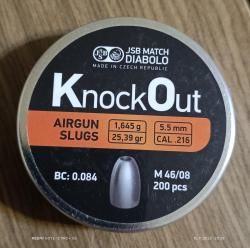 JSB MATCH
DIABOLO
MADE IN CZECH REPUBLIC
KnockOut
AIRGUN
SLUGS
1,645 g
25,39 gr
5.5 mm
CAL .216
BC: 0.084
M 46/08
200 pcs